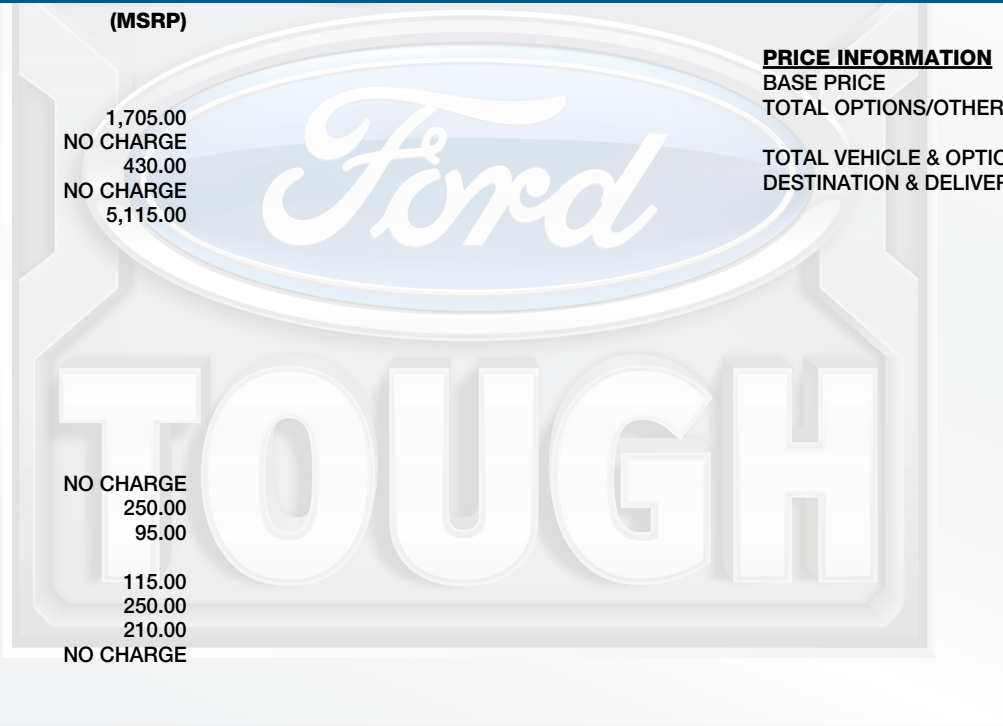 (MSRP)
1,705.00
NO CHARGE
430.00
NO CHARGE
5,115.00
NO CHARGE
250.00
95.00
115.00
250.00
210.00
NO CHARGE
PRICE INFORMATION
BASE PRICE
TOTAL OPTIONS/OTHER
TOTAL VEHICLE & OPTIO
DESTINATION & DELIVER
Ford
TOUGH